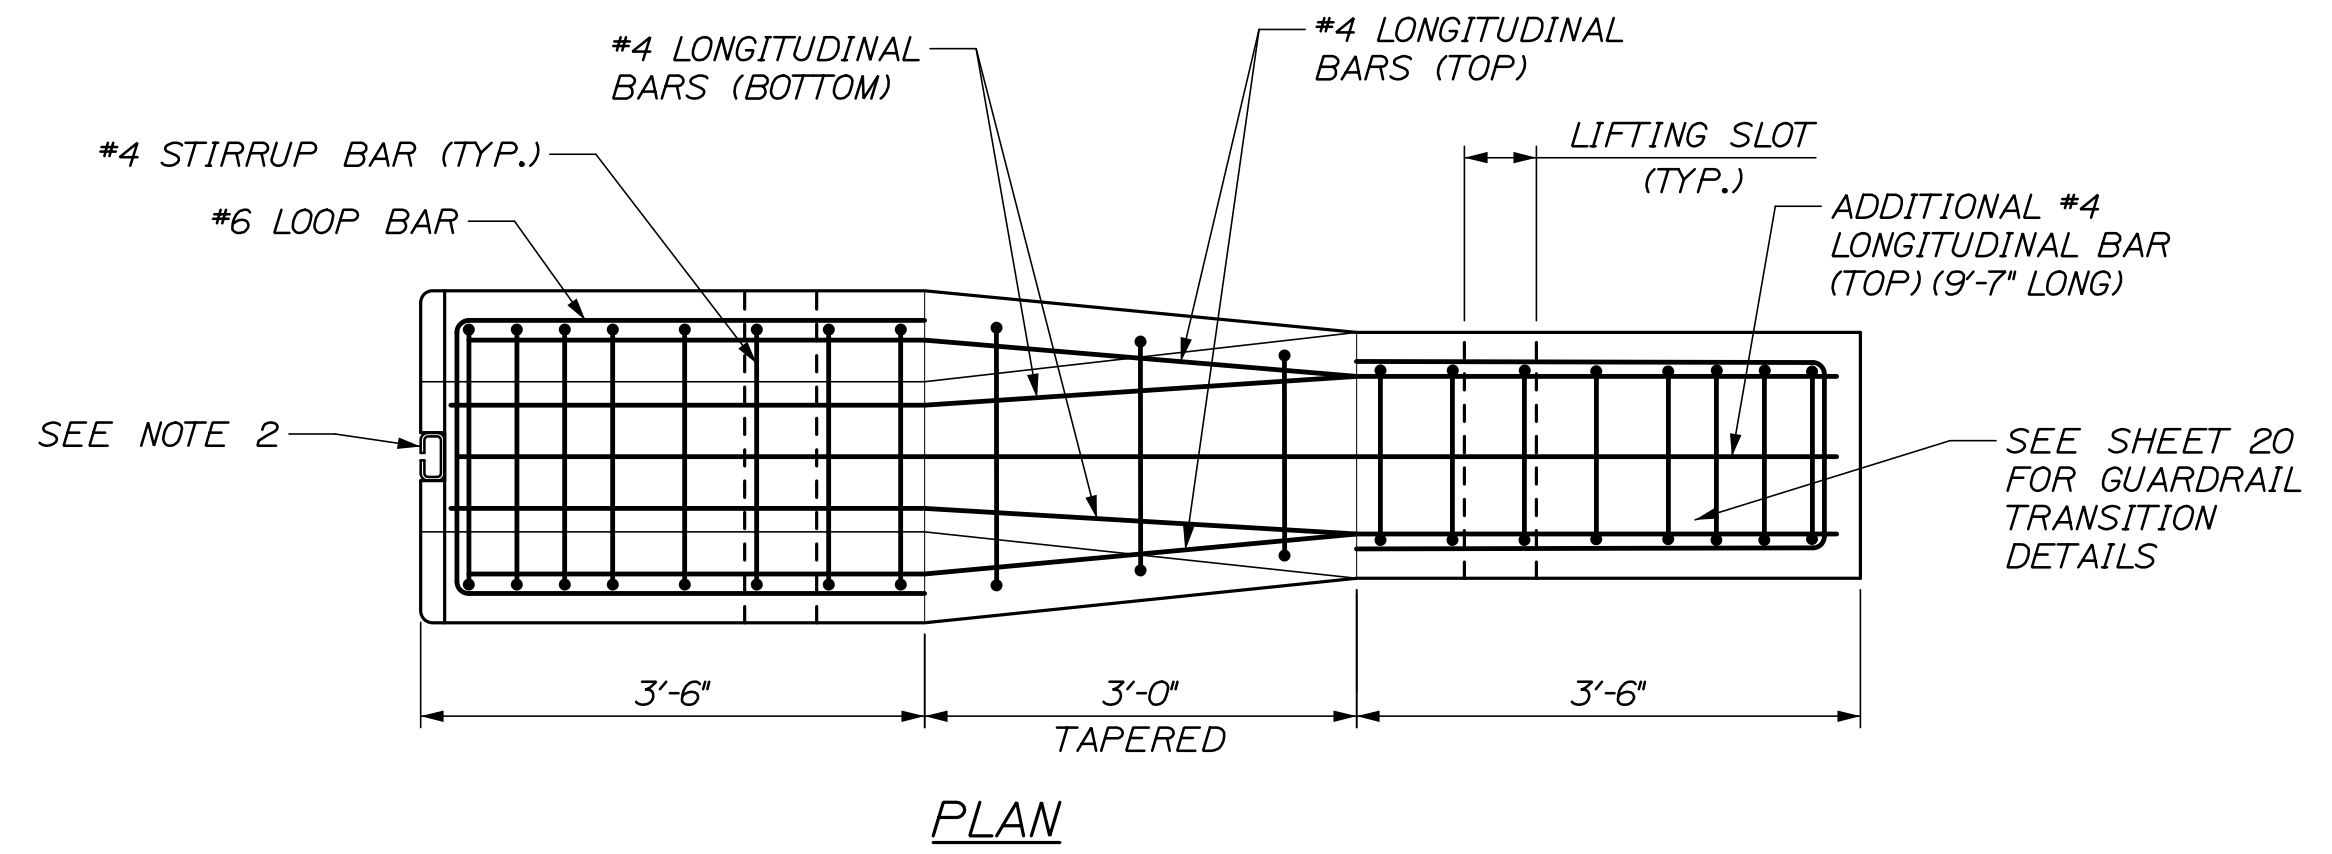 #4 LONGITUDINAL
BARS (BOTTOM)
#4 LONGITUDINAL
BARS (TOP)
#4 STIRRUP BAR (TYP.)
#6 LOOP BAR
LIFTING SLOT
(TYP.)
ADDITIONAL #4
LONGITUDINAL BAR
(TOP) (9'-7" LONG)
SEE NOTE 2
SEE SHEET 20
FOR GUARDRAIL
TRANSITION
DETAILS
3'-6"
3'-0"
TAPERED
3'-6"
PLAN